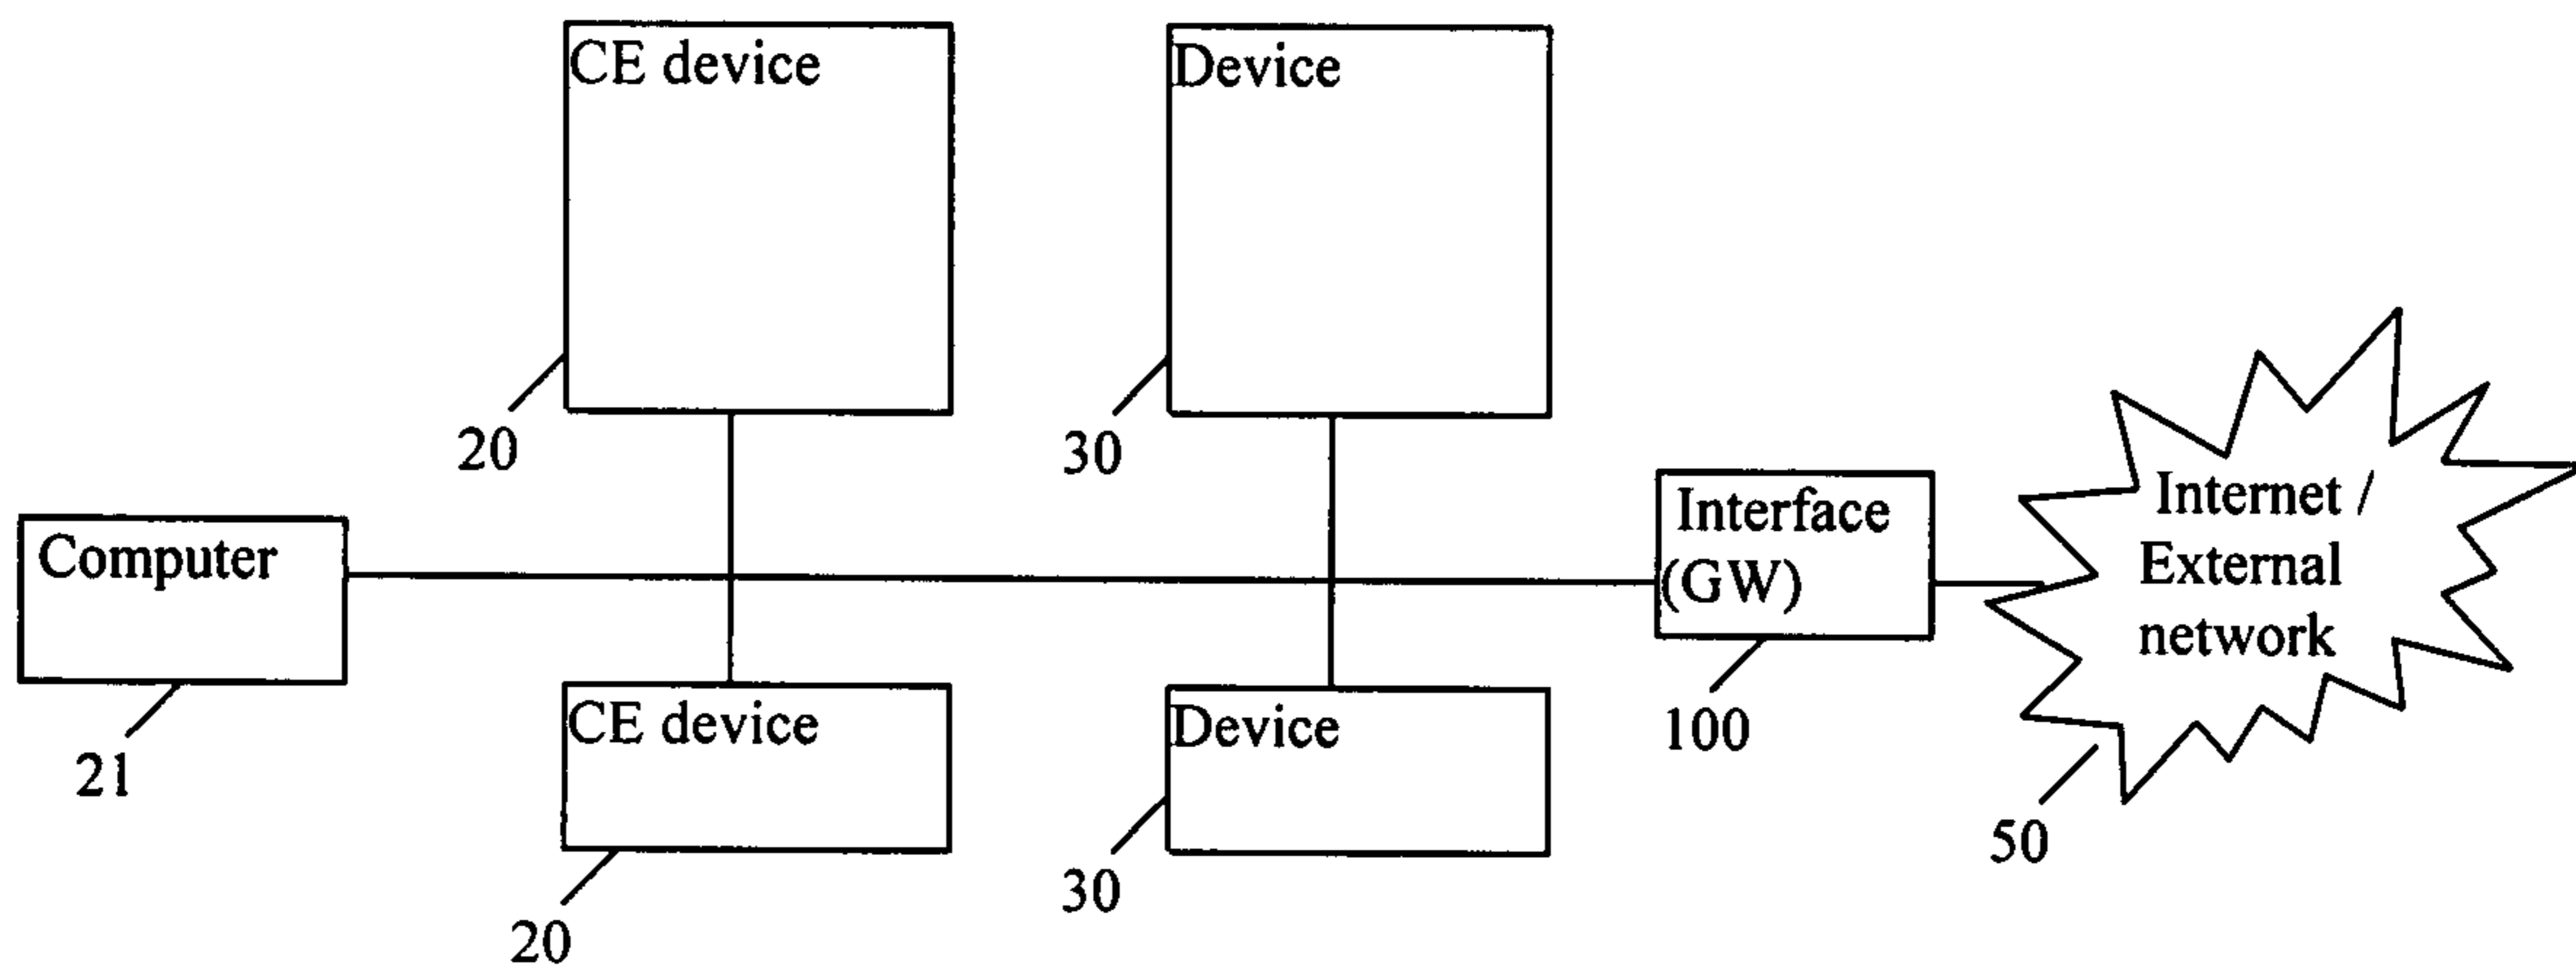 CE device
Device
20
30
Computer
Interface
(GW)
Internet /
External
network
21
CE device
Device
100
50
20
30